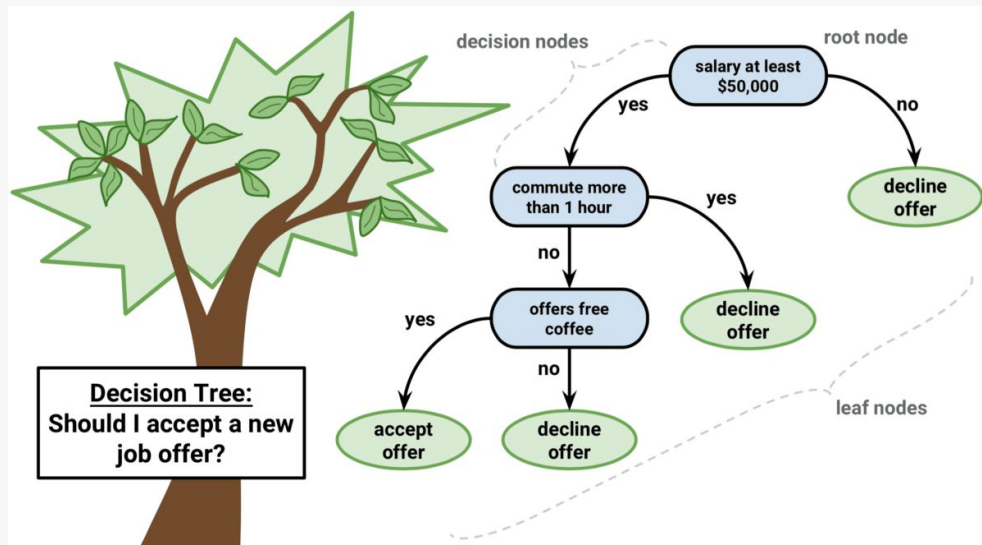 decision nodes
root node
salary at least
$50,000
yes
no
commute more
than 1 hour
yes
decline
offer
no
offers free
coffee
decline
offer
yes
no
leaf nodes
Decision Tree:
Should I accept a new
job offer?
accept
offer
decline
offer